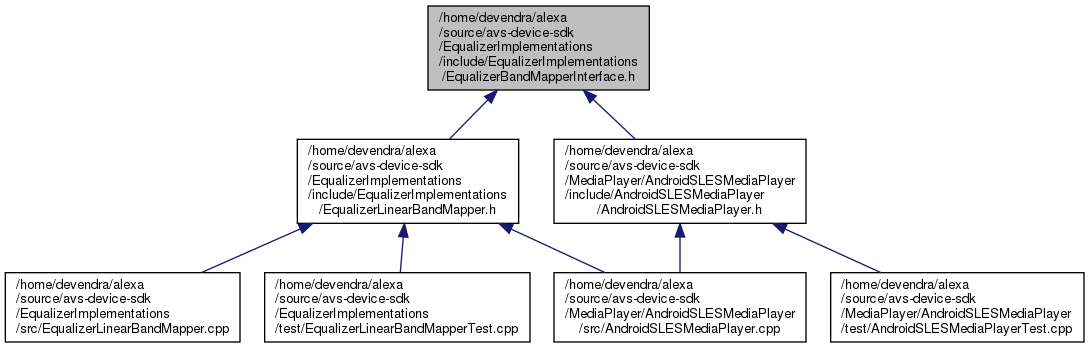 /home/devendra/alexa
/source/avs-device-sdk
/EqualizerImplementations
/include/EqualizerImplementations
/EqualizerBandMapperInterface.h
/home/devendra/alexa
/source/avs-device-sdk
/EqualizerImplementations
/include/EqualizerImplementations
/EqualizerLinearBandMapper.h
/home/devendra/alexa
/source/avs-device-sdk
/MediaPlayer/AndroidSLESMediaPlayer
/include/AndroidSLESMediaPlayer
/AndroidSLESMediaPlayer.h
/home/devendra/alexa
/source/avs-device-sdk
/EqualizerImplementations
/src/EqualizerLinearBandMapper.cpp
/home/devendra/alexa
/source/avs-device-sdk
/EqualizerImplementations
/test/EqualizerLinearBandMapperTest.cpp
/home/devendra/alexa
/source/avs-device-sdk
/MediaPlayer/AndroidSLESMediaPlayer
/src/AndroidSLESMediaPlayer.cpp
/home/devendra/alexa
/source/avs-device-sdk
/MediaPlayer/AndroidSLESMediaPlayer
/test/AndroidSLESMediaPlayerTest.cpp